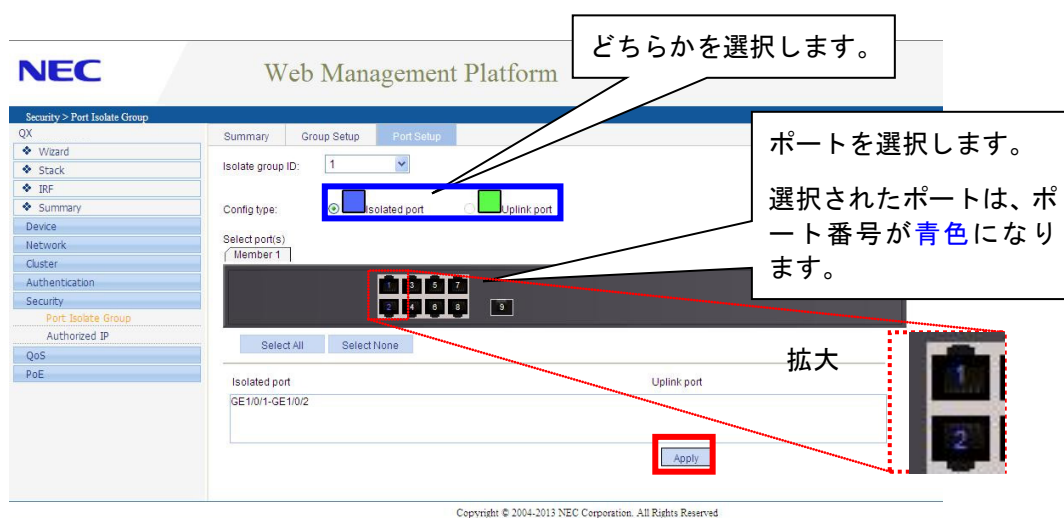 どちらかを選択します。
NEC
Web Management Platform
Security > Port Isolate Group
QX
Wizard
Stack
IRF
Summary
Device
Network
Cluster
Authentication
Security
Port Isolate Group
Authorized IP
QoS
PoE
Summary Group Setup Port Setup
Isolate group ID: 1
Config type: Isolated port Uplink port
Select port(s)
Member 1
1 3 5 7
2 4 6 8 9
Select All Select None
Isolated port Uplink port
GE1/0/1-GE1/0/2
Apply
ポートを選択します。
選択されたポートは、ポ
ート番号が青色になり
ます。
拡大
1
2
Copyright © 2004-2013 NEC Corporation. All Rights Reserved